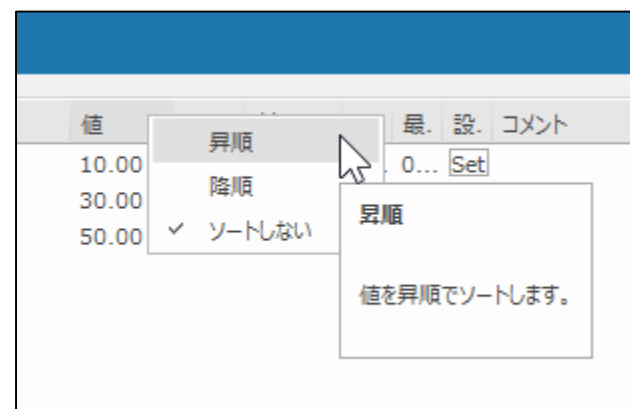 値 最. 設. コメント
昇順
10.00 0... Set
降順
30.00
昇順
50.00 ソートしない
値を昇順でソートします。